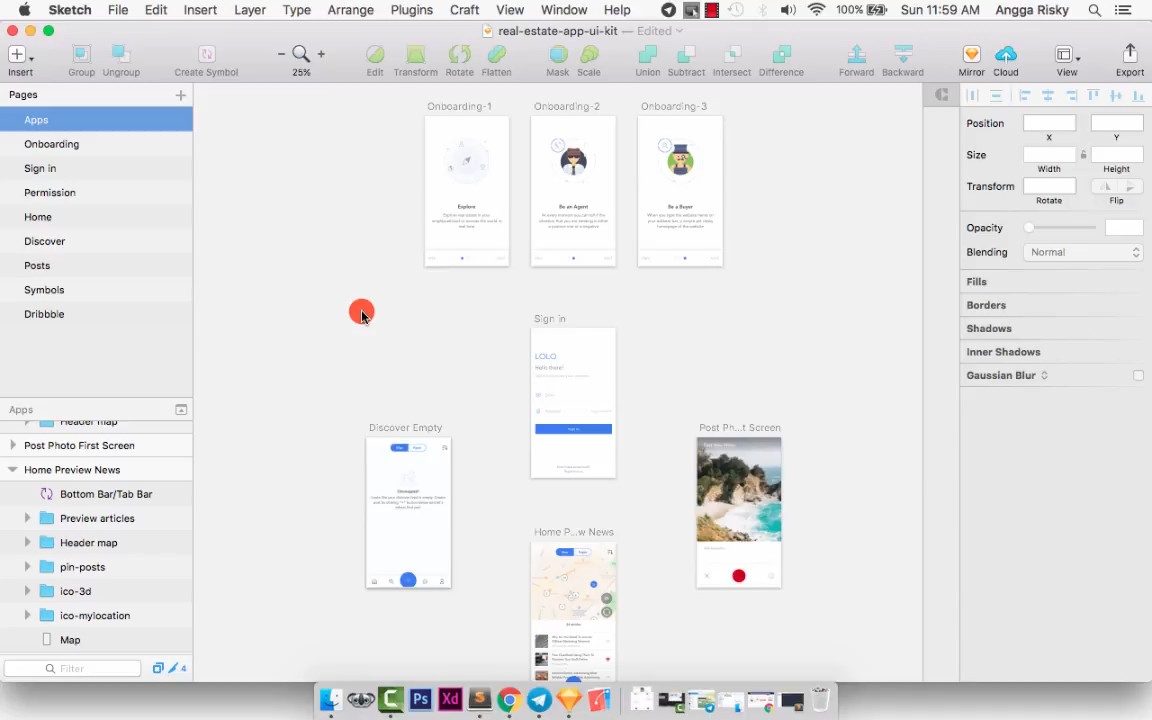 Sketch File Edit Insert Layer Type Arrange Plugins Craft View Window Help 100% Sun 11:59 AM Angga Risky
real-estate-app-ui-kit — Edited
Insert Group Ungroup Create Symbol 25% Edit Transform Rotate Flatten Mask Scale Union Subtract Intersect Difference Forward Backward Mirror Cloud View Export
Pages
Apps
Onboarding
Sign in
Permission
Home
Discover
Posts
Symbols
Dribbble
Apps
Header map
Post Photo First Screen
Home Preview News
Bottom Bar/Tab Bar
Preview articles
Header map
pin-posts
ico-3d
ico-mylocation
Map
Filter 4
Onboarding-1 Onboarding-2 Onboarding-3
Explore
Be an Agent
Be a Buyer
Sign in
LOLO.
Discover Empty
Post Ph...t Screen
Home P...w News
Position
X Y
Size
Width Height
Transform
Rotate Flip
Opacity
Blending Normal
Fills
Borders
Shadows
Inner Shadows
Gaussian Blur
Ps
Xd